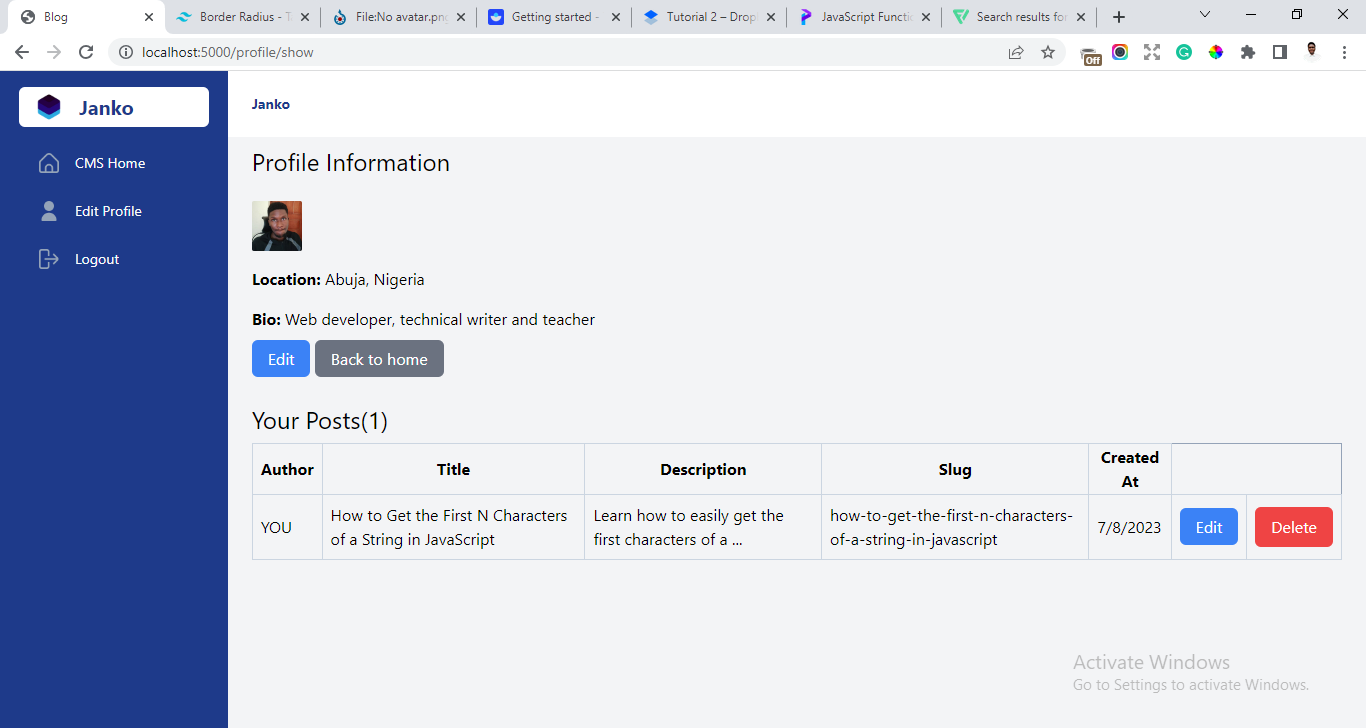 Blog
Border Radius - T
File:No avatar.pn
Getting started -
Tutorial 2 – Drop
JavaScript Functi
Search results for
localhost:5000/profile/show
Off
Janko
CMS Home
Edit Profile
Logout
Janko
Profile Information
Location: Abuja, Nigeria
Bio: Web developer, technical writer and teacher
Edit
Back to home
Your Posts(1)
Author
Title
Description
Slug
Created
At
YOU
How to Get the First N Characters
of a String in JavaScript
Learn how to easily get the
first characters of a ...
how-to-get-the-first-n-characters-
of-a-string-in-javascript
7/8/2023
Edit
Delete
Activate Windows
Go to Settings to activate Windows.